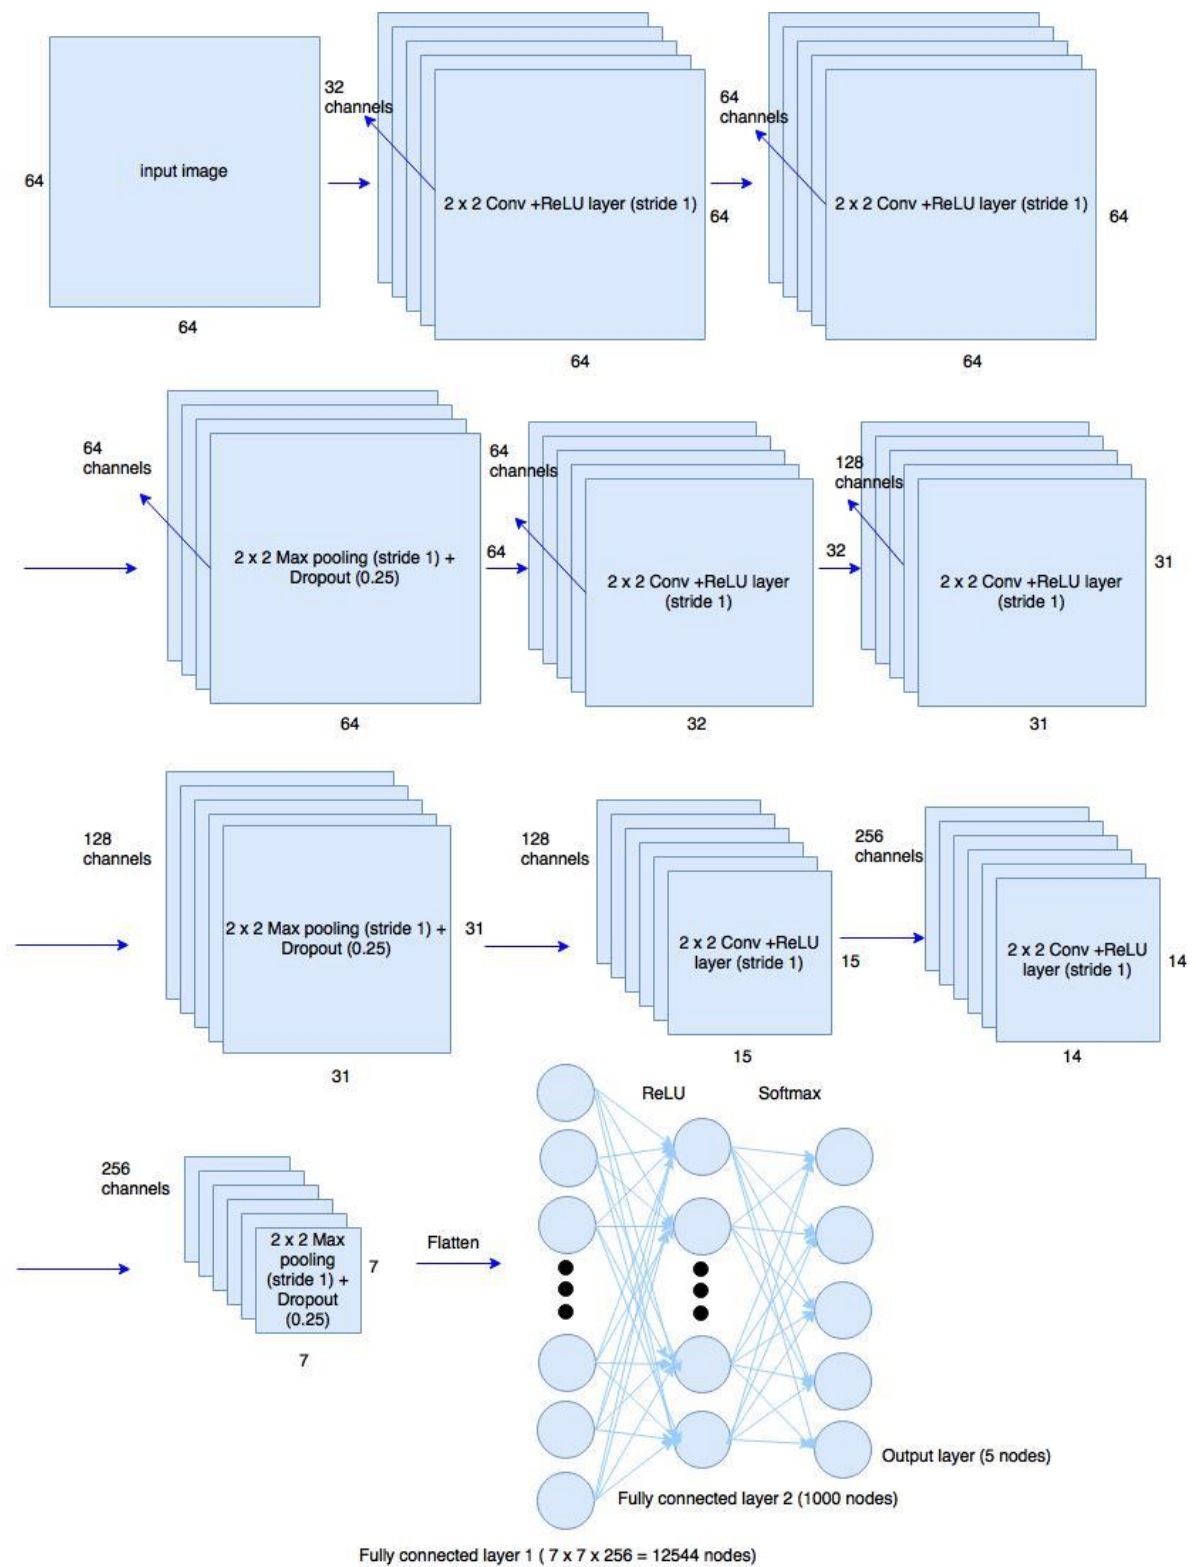 input image
64
64
32
channels
2 x 2 Conv +ReLU layer (stride 1)
64
64
64
channels
2 x 2 Conv +ReLU layer (stride 1)
64
64
64
channels
2 x 2 Max pooling (stride 1) +
Dropout (0.25)
64
64
64
channels
2 x 2 Conv +ReLU layer
(stride 1)
32
32
128
channels
2 x 2 Conv +ReLU layer
(stride 1)
31
31
128
channels
2 x 2 Max pooling (stride 1) +
Dropout (0.25)
31
31
128
channels
2 x 2 Conv +ReLU
layer (stride 1)
15
15
256
channels
2 x 2 Conv +ReLU
layer (stride 1)
14
14
256
channels
2 x 2 Max
pooling
(stride 1) +
Dropout
(0.25)
7
7
Flatten
ReLU
Softmax
Output layer (5 nodes)
Fully connected layer 2 (1000 nodes)
Fully connected layer 1 ( 7 x 7 x 256 = 12544 nodes)